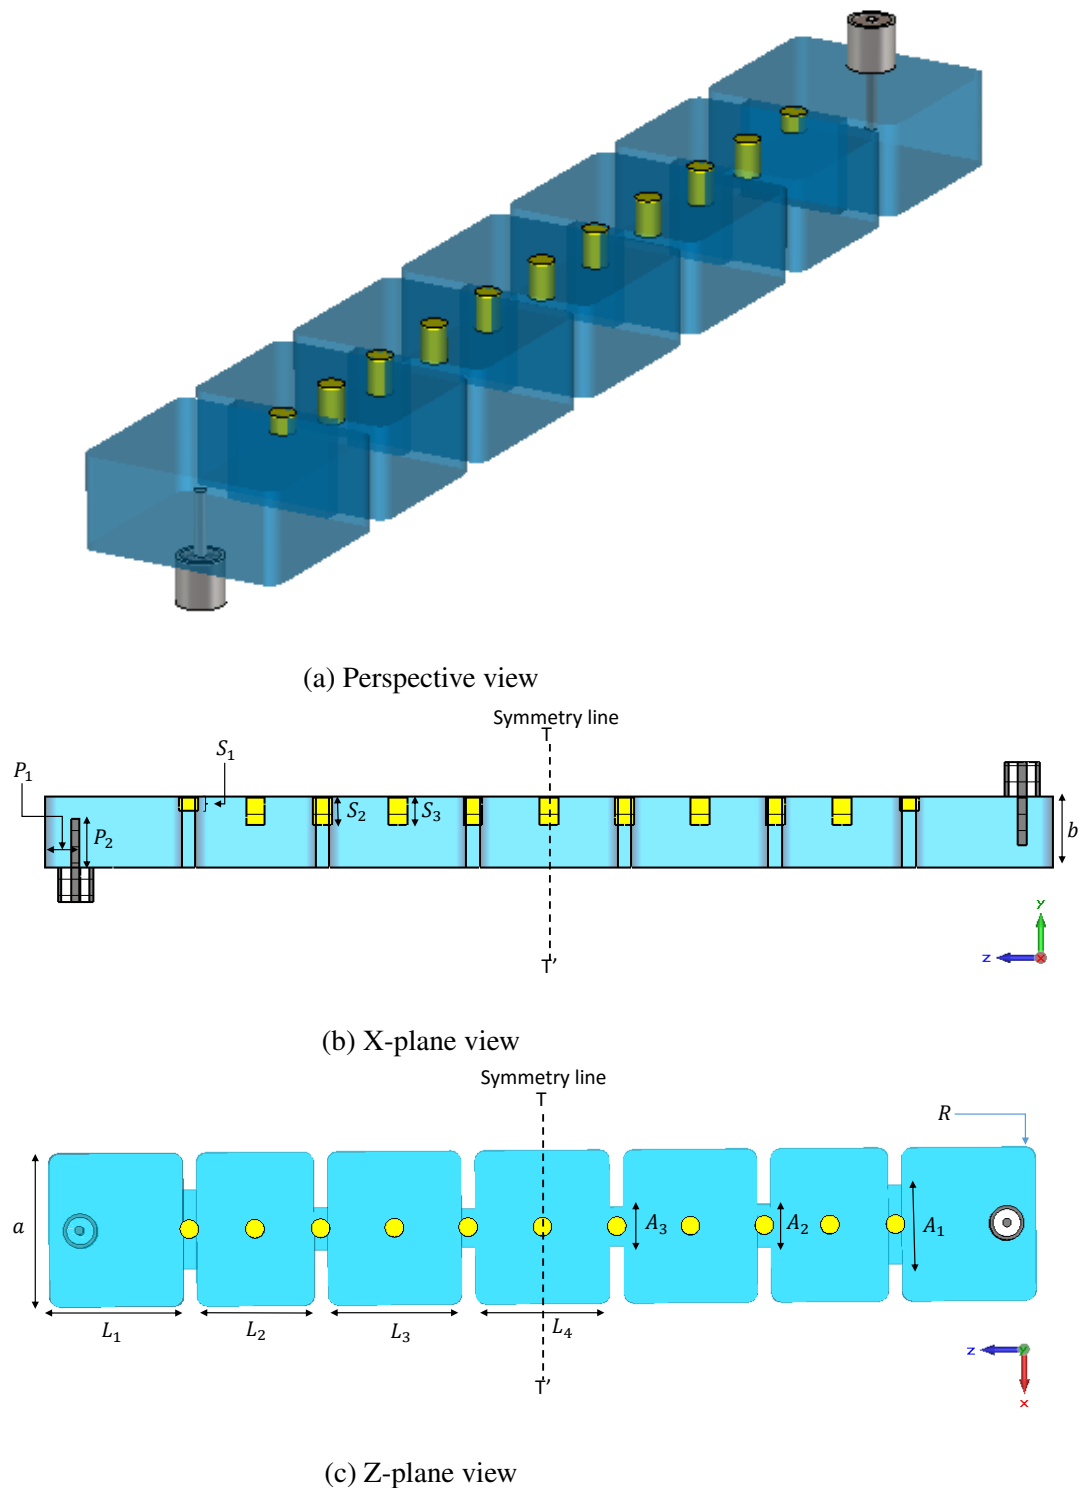 (a) Perspective view
Symmetry line
T
S₁
P₁
P₂
S₂
S₃
b
T'
y
z
x
(b) X-plane view
Symmetry line
T
R
a
A₃
A₂
A₁
L₁
L₂
L₃
L₄
T'
z
y
x
(c) Z-plane view